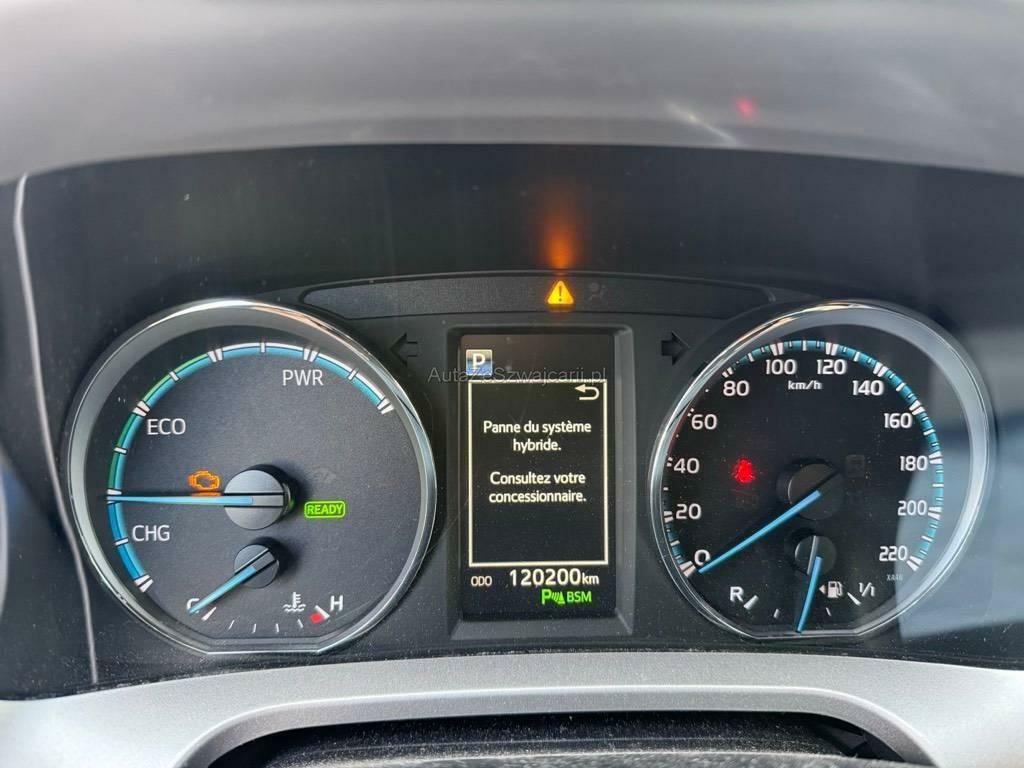 PWR
ECO
CHG
READY
C
H
P
AutaZeSzwajcarii.pl
Panne du système
hybride.
Consultez votre
concessionnaire.
ODO 120200km
P BSM
0
20
40
60
80
100
120
140
160
180
200
220
km/h
XAA6
R
1/1